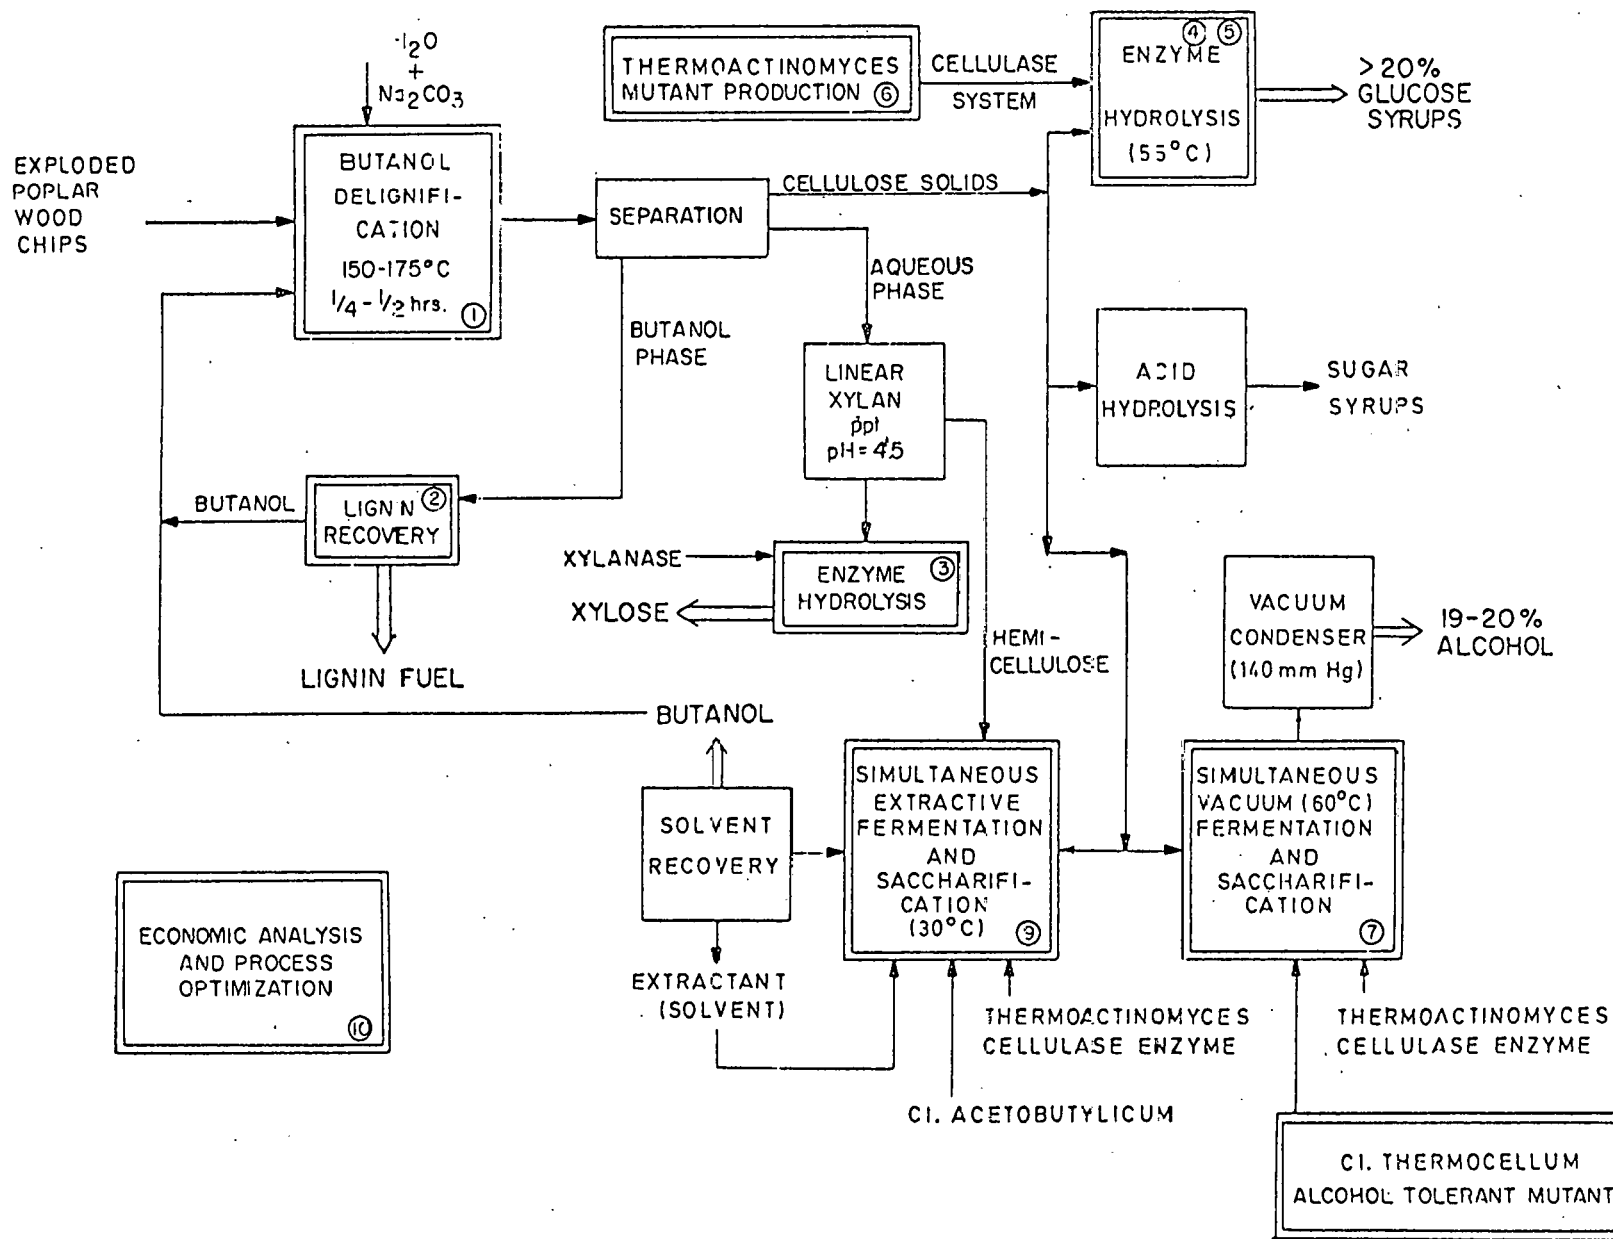 -I2O
+
Na2CO3
EXPLODED
POPLAR
WOOD
CHIPS
BUTANOL
DELIGNIFI-
CATION
150-175°C
1/4 - 1/2 hrs.
①
SEPARATION
THERMOACTINOMYCES
MUTANT PRODUCTION ⑥
CELLULASE
SYSTEM
④ ⑤
ENZYME
HYDROLYSIS
(55°C)
>20%
GLUCOSE
SYRUPS
CELLULOSE SOLIDS
AQUEOUS
PHASE
BUTANOL
PHASE
LINEAR
XYLAN
ppt
pH = 4.5
ACID
HYDROLYSIS
SUGAR
SYRUPS
BUTANOL
②
LIGNIN
RECOVERY
LIGNIN FUEL
XYLANASE
XYLOSE
③
ENZYME
HYDROLYSIS
HEMI-
CELLULOSE
VACUUM
CONDENSER
(140 mm Hg)
19-20%
ALCOHOL
BUTANOL
SOLVENT
RECOVERY
EXTRACTANT
(SOLVENT)
SIMULTANEOUS
EXTRACTIVE
FERMENTATION
AND
SACCHARIFI-
CATION
(30°C)
⑨
SIMULTANEOUS
VACUUM (60°C)
FERMENTATION
AND
SACCHARIFI-
CATION
⑦
THERMOACTINOMYCES
CELLULASE ENZYME
THERMOACTINOMYCES
CELLULASE ENZYME
Cl. ACETOBUTYLICUM
Cl. THERMOCELLUM
ALCOHOL TOLERANT MUTANT
ECONOMIC ANALYSIS
AND PROCESS
OPTIMIZATION
⑩